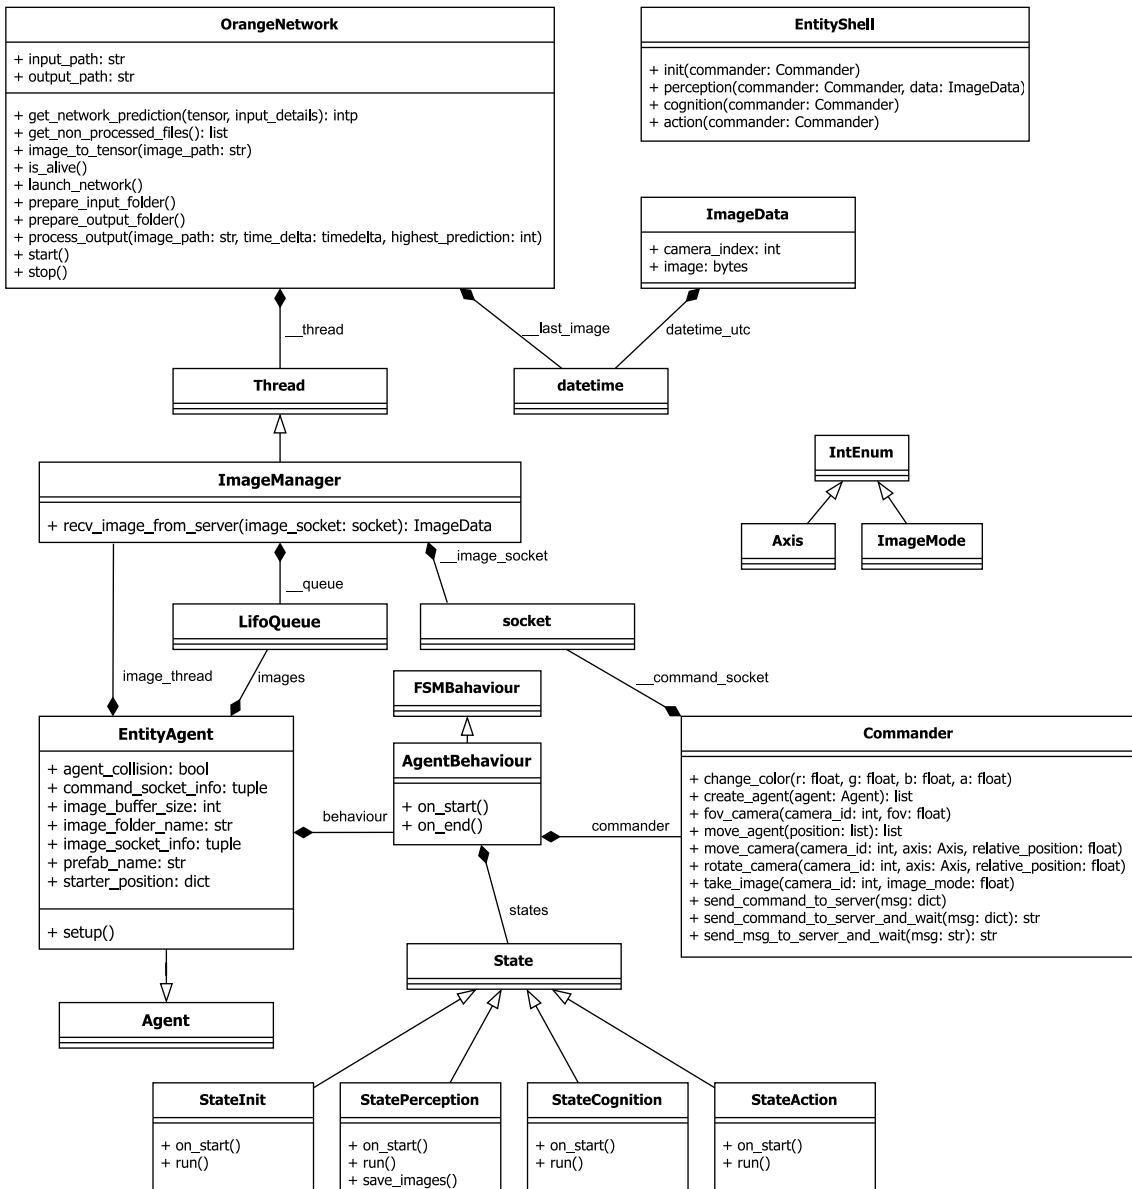 OrangeNetwork
+ input_path: str
+ output_path: str
+ get_network_prediction(tensor, input_details): intp
+ get_non_processed_files(): list
+ image_to_tensor(image_path: str)
+ is_alive()
+ launch_network()
+ prepare_input_folder()
+ prepare_output_folder()
+ process_output(image_path: str, time_delta: timedelta, highest_prediction: int)
+ start()
+ stop()
EntityShell
+ init(commander: Commander)
+ perception(commander: Commander, data: ImageData)
+ cognition(commander: Commander)
+ action(commander: Commander)
ImageData
+ camera_index: int
+ image: bytes
__thread
__last_image
datetime_utc
Thread
datetime
ImageManager
+ recv_image_from_server(image_socket: socket): ImageData
IntEnum
Axis
ImageMode
__queue
__image_socket
LifoQueue
socket
image_thread
images
__command_socket
FSMBahaviour
EntityAgent
+ agent_collision: bool
+ command_socket_info: tuple
+ image_buffer_size: int
+ image_folder_name: str
+ image_socket_info: tuple
+ prefab_name: str
+ starter_position: dict
+ setup()
behaviour
AgentBehaviour
+ on_start()
+ on_end()
commander
Commander
+ change_color(r: float, g: float, b: float, a: float)
+ create_agent(agent: Agent): list
+ fov_camera(camera_id: int, fov: float)
+ move_agent(position: list): list
+ move_camera(camera_id: int, axis: Axis, relative_position: float)
+ rotate_camera(camera_id: int, axis: Axis, relative_position: float)
+ take_image(camera_id: int, image_mode: float)
+ send_command_to_server(msg: dict)
+ send_command_to_server_and_wait(msg: dict): str
+ send_msg_to_server_and_wait(msg: str): str
states
State
Agent
StateInit
+ on_start()
+ run()
StatePerception
+ on_start()
+ run()
+ save_images()
StateCognition
+ on_start()
+ run()
StateAction
+ on_start()
+ run()